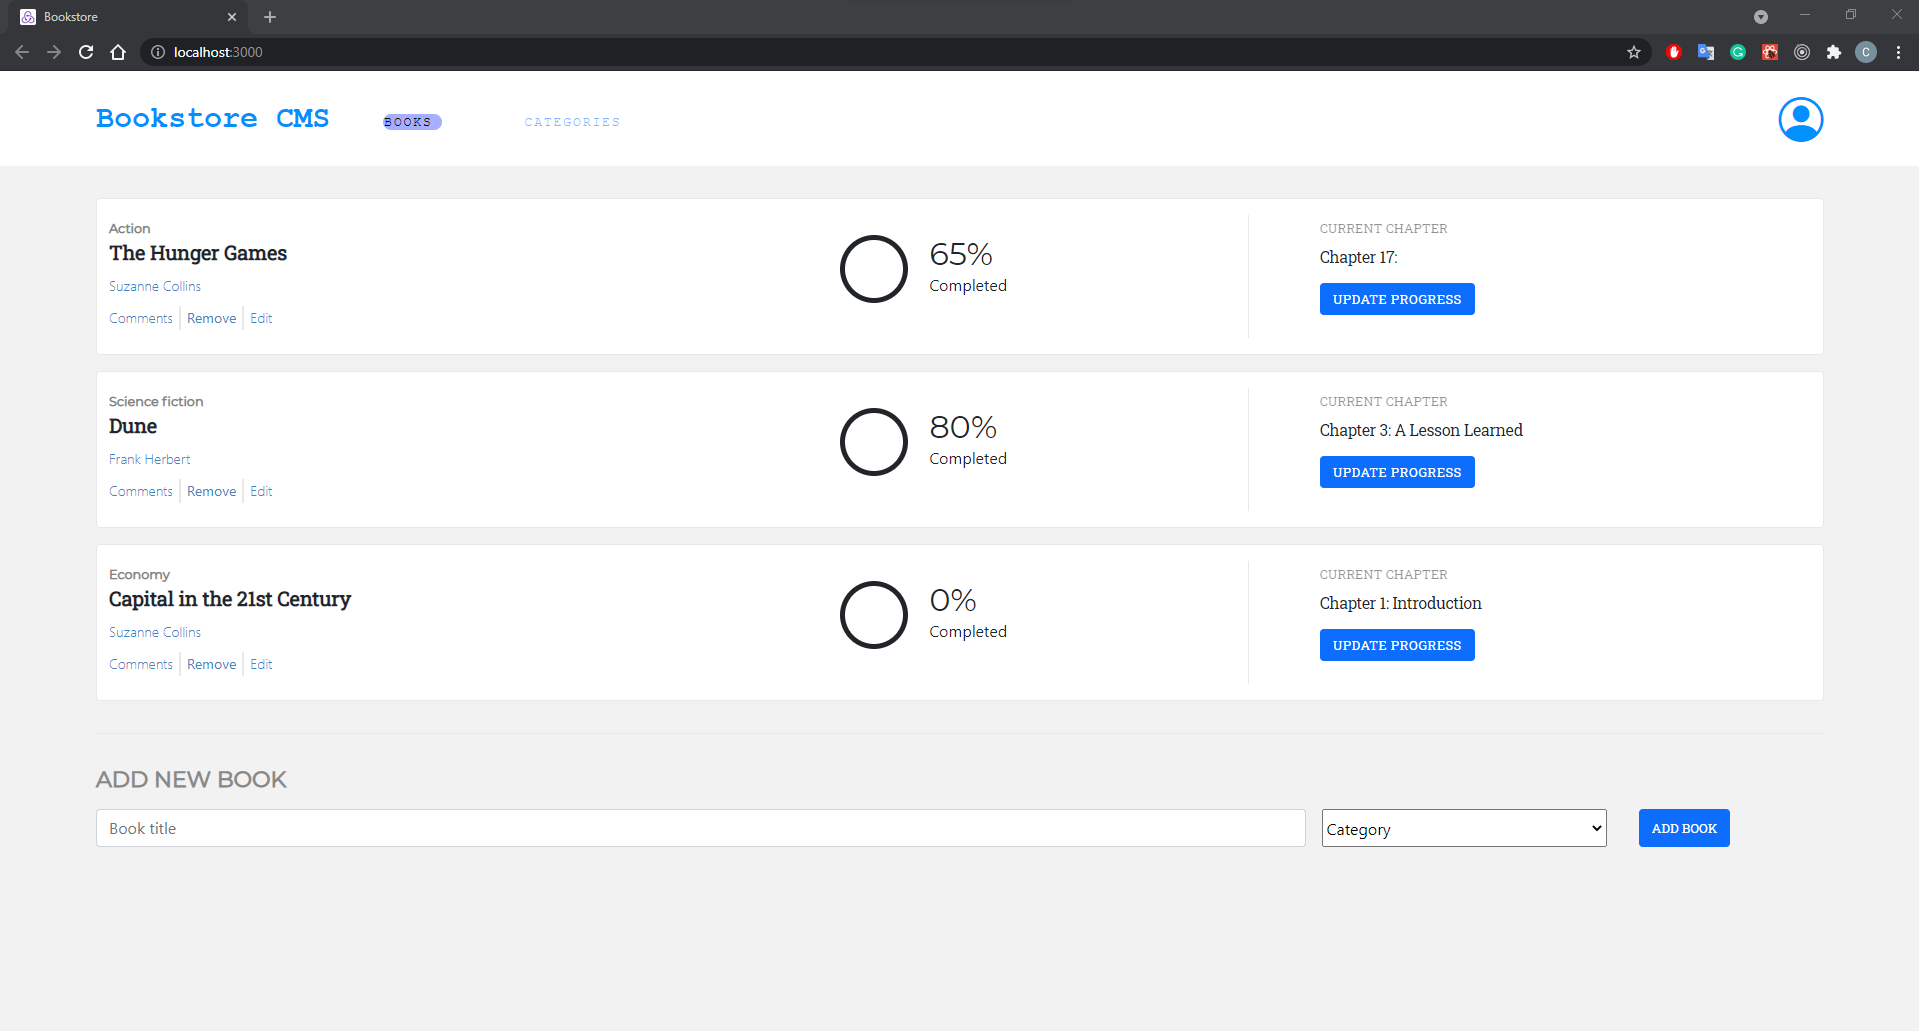 Bookstore
localhost:3000
C
Bookstore CMS
BOOKS
CATEGORIES
Action
The Hunger Games
Suzanne Collins
Comments
Remove
Edit
65%
Completed
CURRENT CHAPTER
Chapter 17:
UPDATE PROGRESS
Science fiction
Dune
Frank Herbert
Comments
Remove
Edit
80%
Completed
CURRENT CHAPTER
Chapter 3: A Lesson Learned
UPDATE PROGRESS
Economy
Capital in the 21st Century
Suzanne Collins
Comments
Remove
Edit
0%
Completed
CURRENT CHAPTER
Chapter 1: Introduction
UPDATE PROGRESS
ADD NEW BOOK
Book title
Category
ADD BOOK